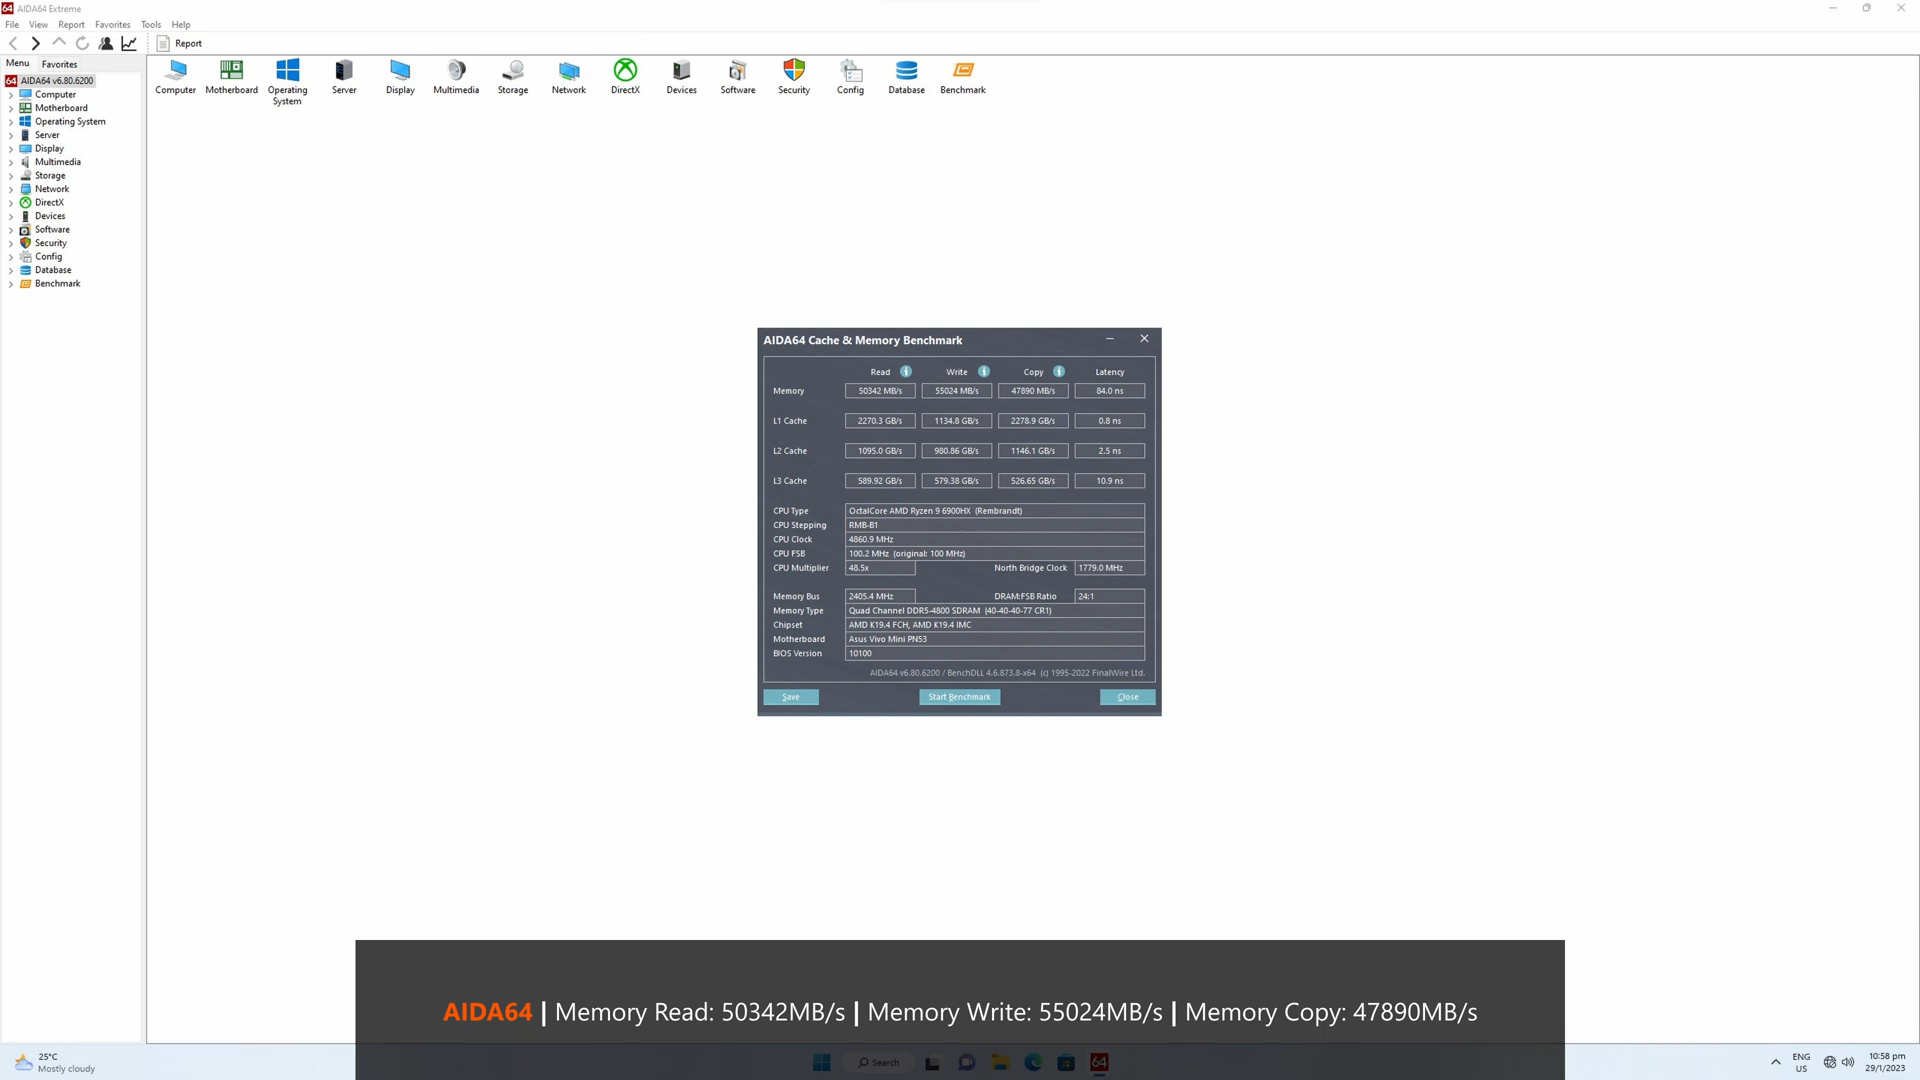 AIDA64 Extreme
File View Report Favorites Tools Help
Report
Menu Favorites
AIDA64 v6.80.6200
Computer
Motherboard
Operating System
Server
Display
Multimedia
Storage
Network
DirectX
Devices
Software
Security
Config
Database
Benchmark
Computer Motherboard Operating System Server Display Multimedia Storage Network DirectX Devices Software Security Config Database Benchmark
AIDA64 Cache & Memory Benchmark
Read Write Copy Latency
Memory 50342 MB/s 55024 MB/s 47890 MB/s 84.0 ns
L1 Cache 2270.3 GB/s 1134.8 GB/s 2278.9 GB/s 0.8 ns
L2 Cache 1095.0 GB/s 980.86 GB/s 1146.1 GB/s 2.5 ns
L3 Cache 589.92 GB/s 579.38 GB/s 526.65 GB/s 10.9 ns
CPU Type OctalCore AMD Ryzen 9 6900HX (Rembrandt)
CPU Stepping RMB-B1
CPU Clock 4860.9 MHz
CPU FSB 100.2 MHz (original: 100 MHz)
CPU Multiplier 48.5x North Bridge Clock 1779.0 MHz
Memory Bus 2405.4 MHz DRAM:FSB Ratio 24:1
Memory Type Quad Channel DDR5-4800 SDRAM (40-40-40-77 CR1)
Chipset AMD K19.4 FCH, AMD K19.4 IMC
Motherboard Asus Vivo Mini PN53
BIOS Version 10100
AIDA64 v6.80.6200 / BenchDLL 4.6.873.8-x64 (c) 1995-2022 FinalWire Ltd.
Save Start Benchmark Close
AIDA64 | Memory Read: 50342MB/s | Memory Write: 55024MB/s | Memory Copy: 47890MB/s
25°C
Mostly cloudy
Search
64
ENG
US
10:58 pm
29/1/2023